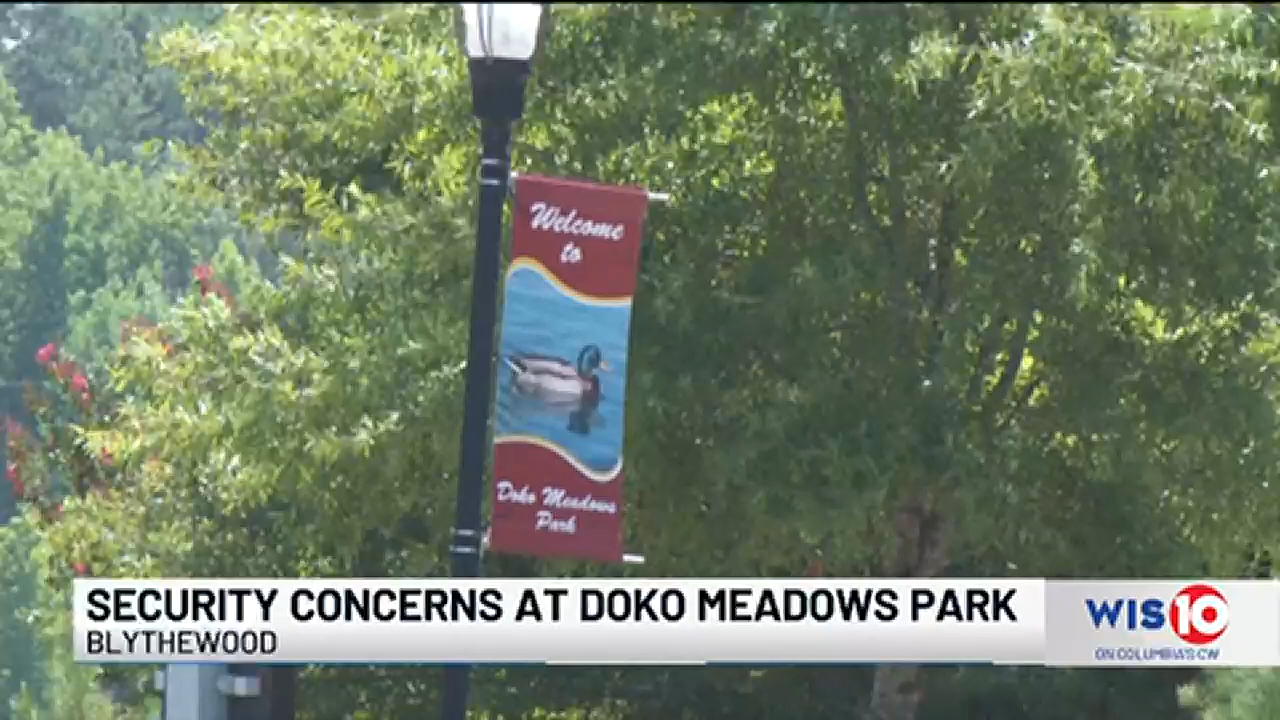 Welcome
to
Doko Meadows
Park
SECURITY CONCERNS AT DOKO MEADOWS PARK
BLYTHEWOOD
WIS10
ON COLUMBIA'S CW